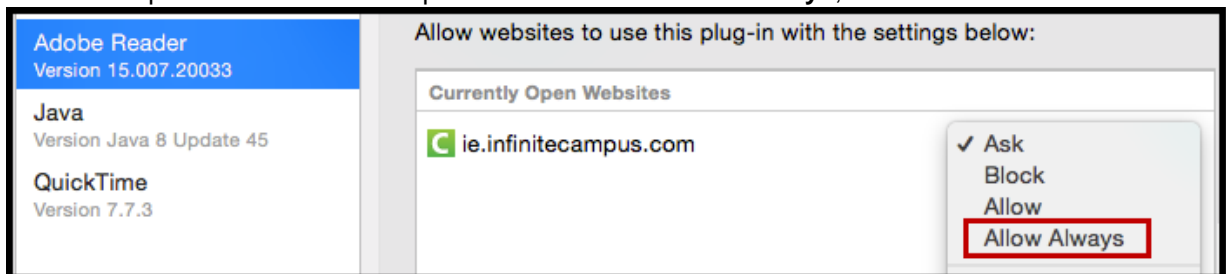 Adobe Reader
Version 15.007.20033
Java
Version Java 8 Update 45
QuickTime
Version 7.7.3
Allow websites to use this plug-in with the settings below:
Currently Open Websites
C ie.infinitecampus.com
✓ Ask
Block
Allow
Allow Always